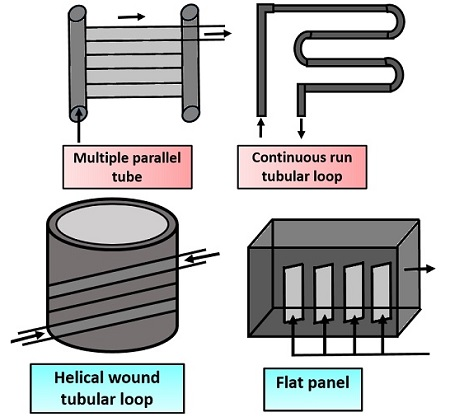 Multiple parallel
tube
Continuous run
tubular loop
Helical wound
tubular loop
Flat panel